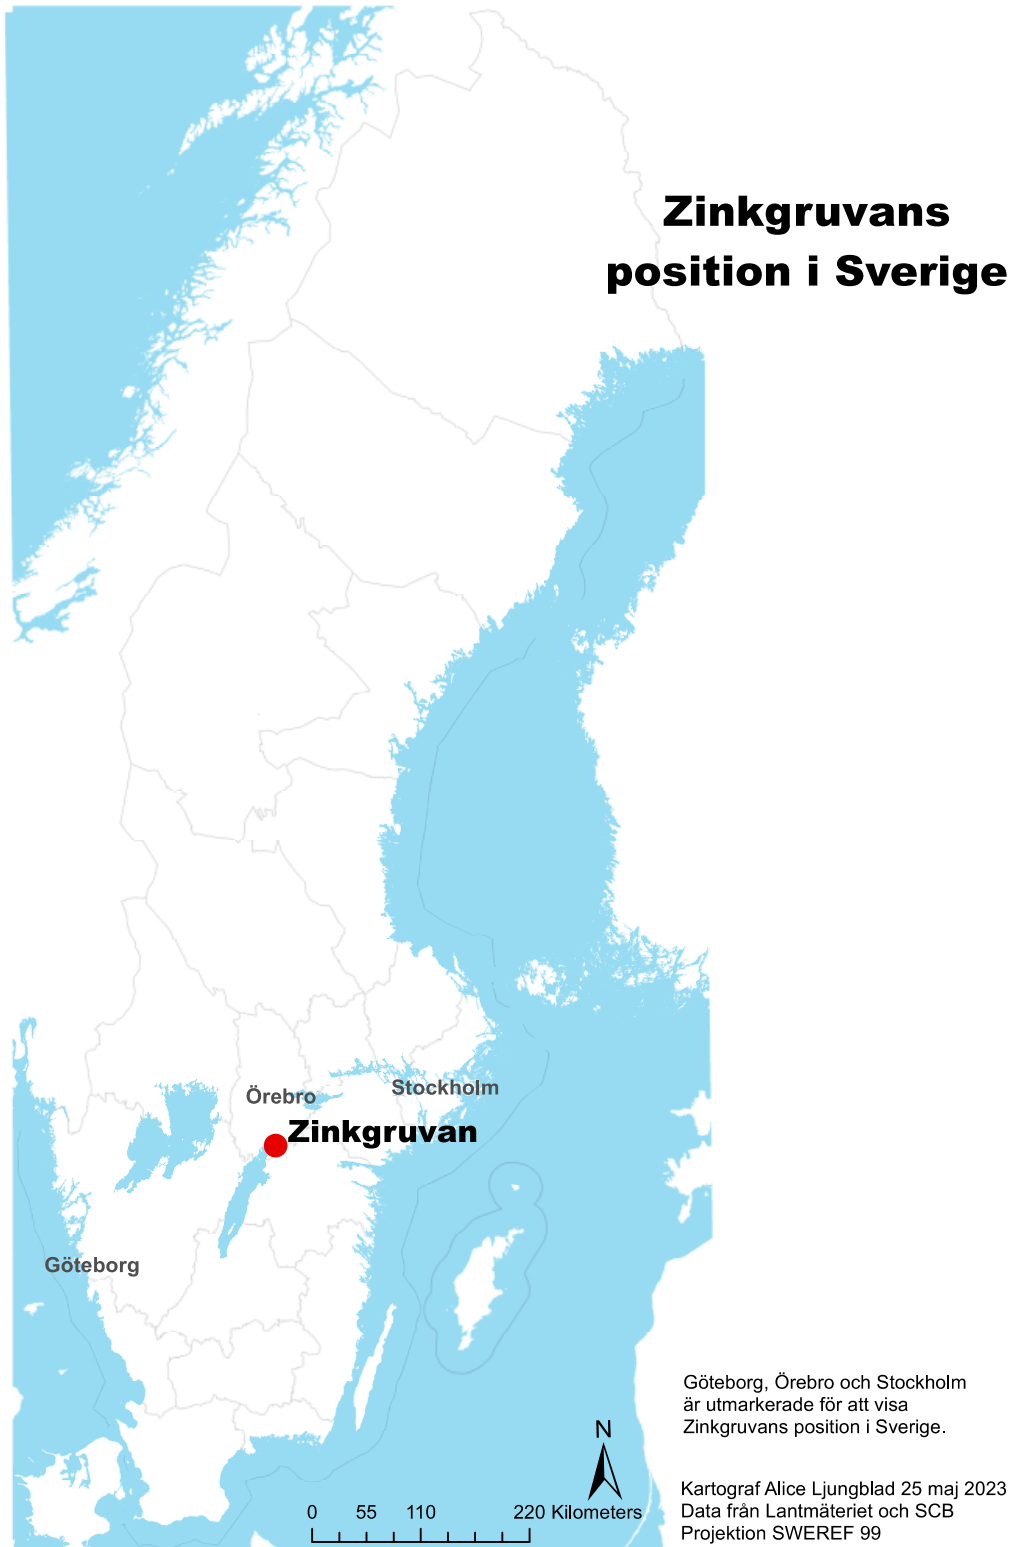 Zinkgruvans
position i Sverige
Örebro
Stockholm
Zinkgruvan
Göteborg
Göteborg, Örebro och Stockholm
är utmarkerade för att visa
Zinkgruvans position i Sverige.
N
0 55 110 220 Kilometers
Kartograf Alice Ljungblad 25 maj 2023
Data från Lantmäteriet och SCB
Projektion SWEREF 99